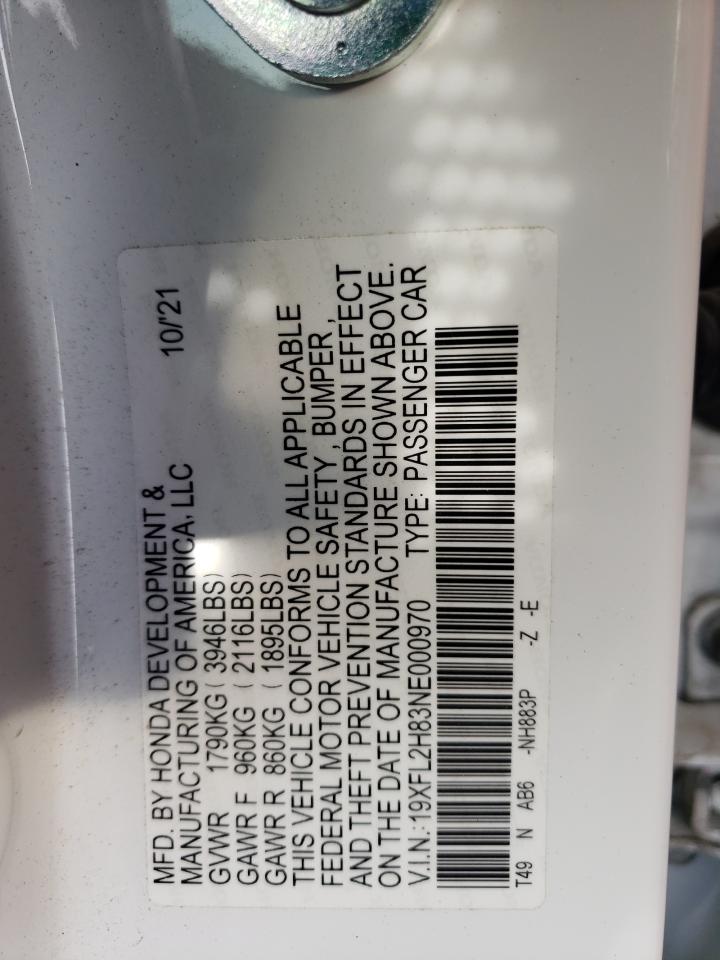 MFD. BY HONDA DEVELOPMENT & 10/'21
MANUFACTURING OF AMERICA, LLC
GVWR 1790KG ( 3946LBS)
GAWR F 960KG ( 2116LBS)
GAWR R 860KG ( 1895LBS)
THIS VEHICLE CONFORMS TO ALL APPLICABLE
FEDERAL MOTOR VEHICLE SAFETY, BUMPER,
AND THEFT PREVENTION STANDARDS IN EFFECT
ON THE DATE OF MANUFACTURE SHOWN ABOVE.
V.I.N.:19XFL2H83NE000970 TYPE: PASSENGER CAR
T49 N AB6 -NH883P -Z -E